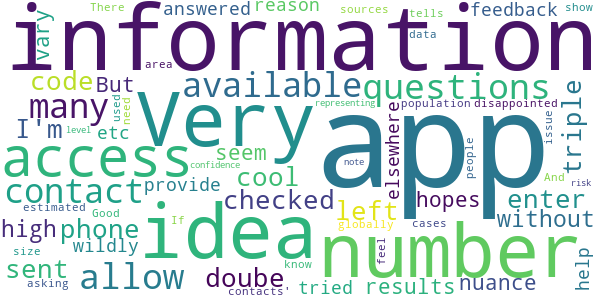 There answered reason sources feedback show
vary information tells data
area
code But available questions
many used need Very app triple
I'm etc representing population disappointed
access level seem cool elsewhere people issue
confidence note And
contact provide checked left hopes enter risk
estimated Good If globally cases without
high phone idea number
wildly feel
size sent allow doube know help
asking contacts' tried results nuance